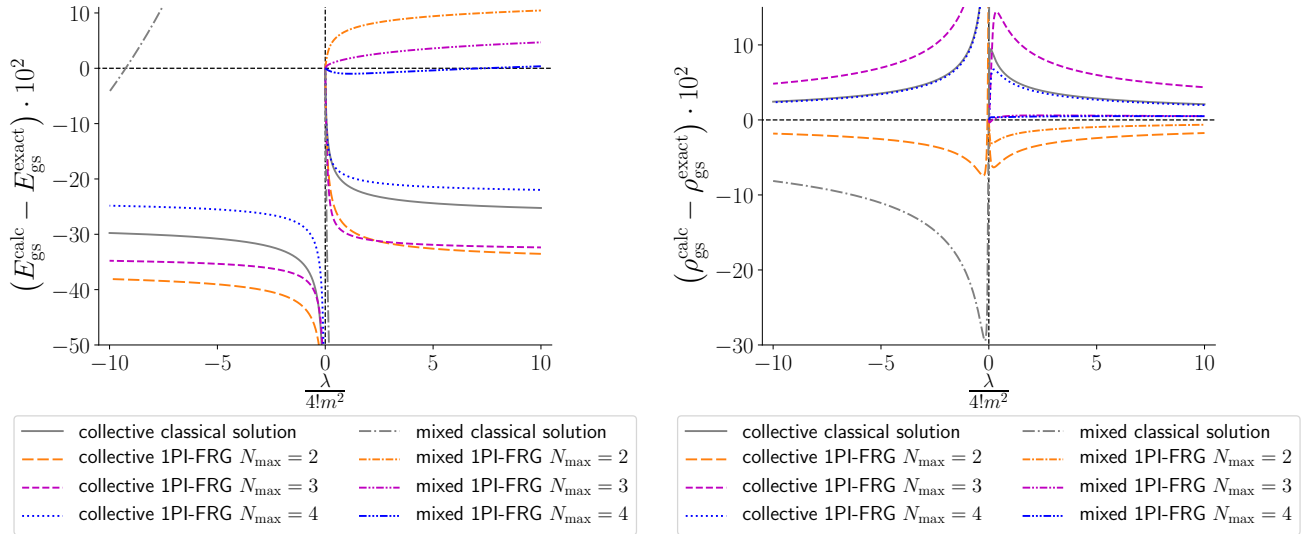 (E_gs^calc − E_gs^exact) · 10^2
10
0
−10
−20
−30
−40
−50
−10 −5 0 5 10
λ / 4!m^2
collective classical solution
collective 1PI-FRG N_max = 2
collective 1PI-FRG N_max = 3
collective 1PI-FRG N_max = 4
mixed classical solution
mixed 1PI-FRG N_max = 2
mixed 1PI-FRG N_max = 3
mixed 1PI-FRG N_max = 4
(ρ_gs^calc − ρ_gs^exact) · 10^2
10
0
−10
−20
−30
−10 −5 0 5 10
λ / 4!m^2
collective classical solution
collective 1PI-FRG N_max = 2
collective 1PI-FRG N_max = 3
collective 1PI-FRG N_max = 4
mixed classical solution
mixed 1PI-FRG N_max = 2
mixed 1PI-FRG N_max = 3
mixed 1PI-FRG N_max = 4